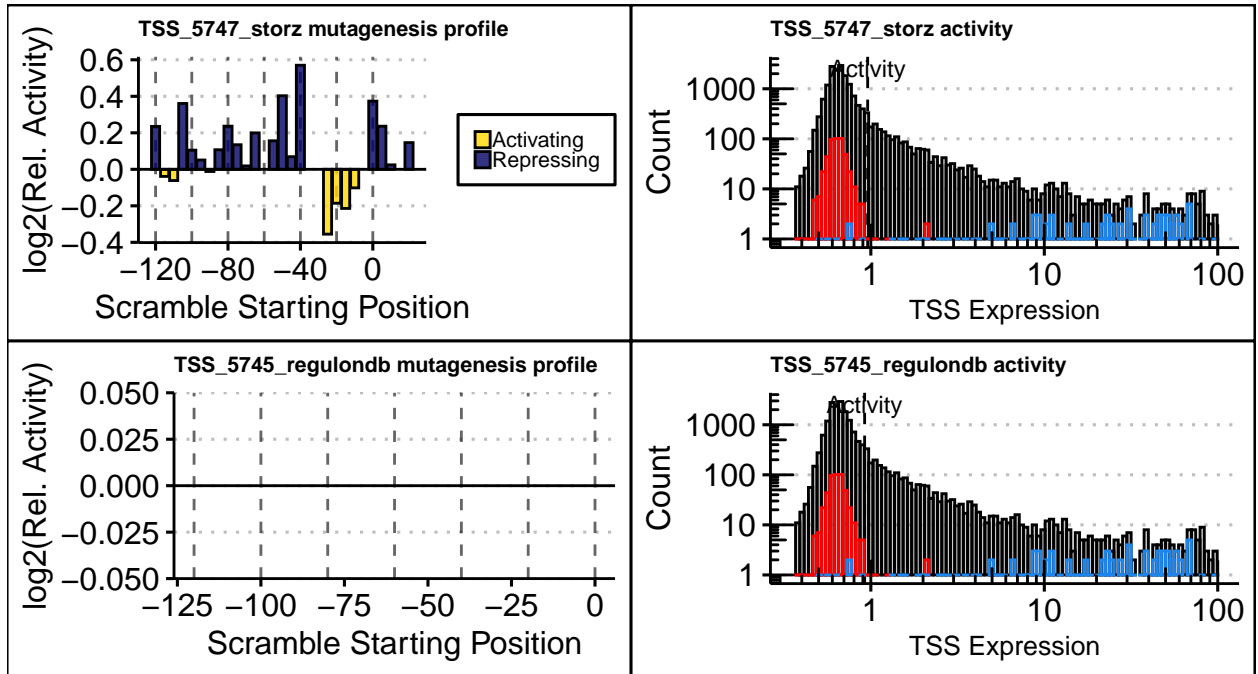 TSS_5747_storz mutagenesis profile
log2(Rel. Activity)
0.6
0.4
0.2
0.0
−0.2
−0.4
−120 −80 −40 0
Scramble Starting Position
Activating
Repressing
TSS_5747_storz activity
Activity
Count
1000
100
10
1
1 10 100
TSS Expression
TSS_5745_regulondb mutagenesis profile
log2(Rel. Activity)
0.050
0.025
0.000
−0.025
−0.050
−125 −100 −75 −50 −25 0
Scramble Starting Position
TSS_5745_regulondb activity
Activity
Count
1000
100
10
1
1 10 100
TSS Expression